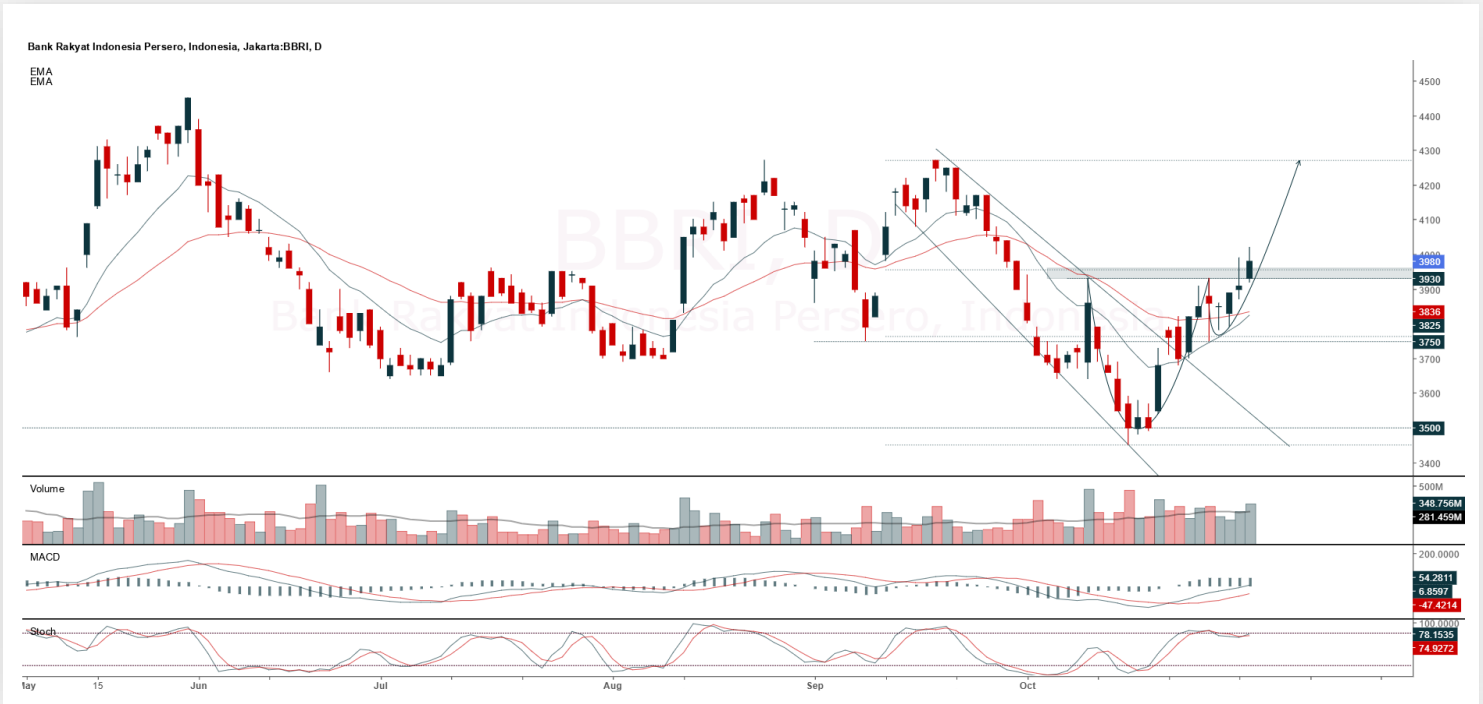 Bank Rakyat Indonesia Persero, Indonesia, Jakarta:BBRI, D
EMA
EMA
BBRI, D
Bank Rakyat Indonesia Persero, Indonesia
4500
4400
4300
4200
4100
4000
3980
3930
3900
3836
3825
3750
3700
3600
3500
3400
Volume
500M
348.756M
281.459M
MACD
200.0000
54.2811
6.8597
-47.4214
Stoch
100.0000
78.1535
74.9272
May 15 Jun Jul Aug Sep Oct